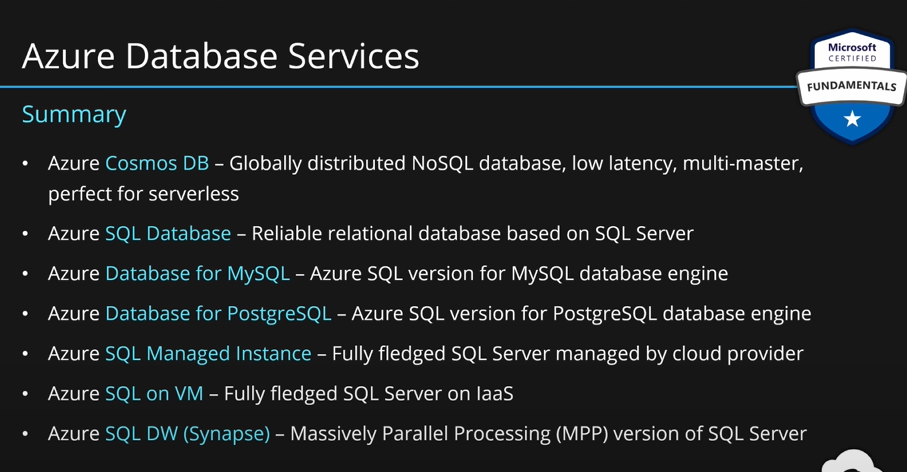 Azure Database Services
Microsoft
CERTIFIED
FUNDAMENTALS
Summary
• Azure Cosmos DB – Globally distributed NoSQL database, low latency, multi-master,
perfect for serverless
• Azure SQL Database – Reliable relational database based on SQL Server
• Azure Database for MySQL – Azure SQL version for MySQL database engine
• Azure Database for PostgreSQL – Azure SQL version for PostgreSQL database engine
• Azure SQL Managed Instance – Fully fledged SQL Server managed by cloud provider
• Azure SQL on VM – Fully fledged SQL Server on IaaS
• Azure SQL DW (Synapse) – Massively Parallel Processing (MPP) version of SQL Server